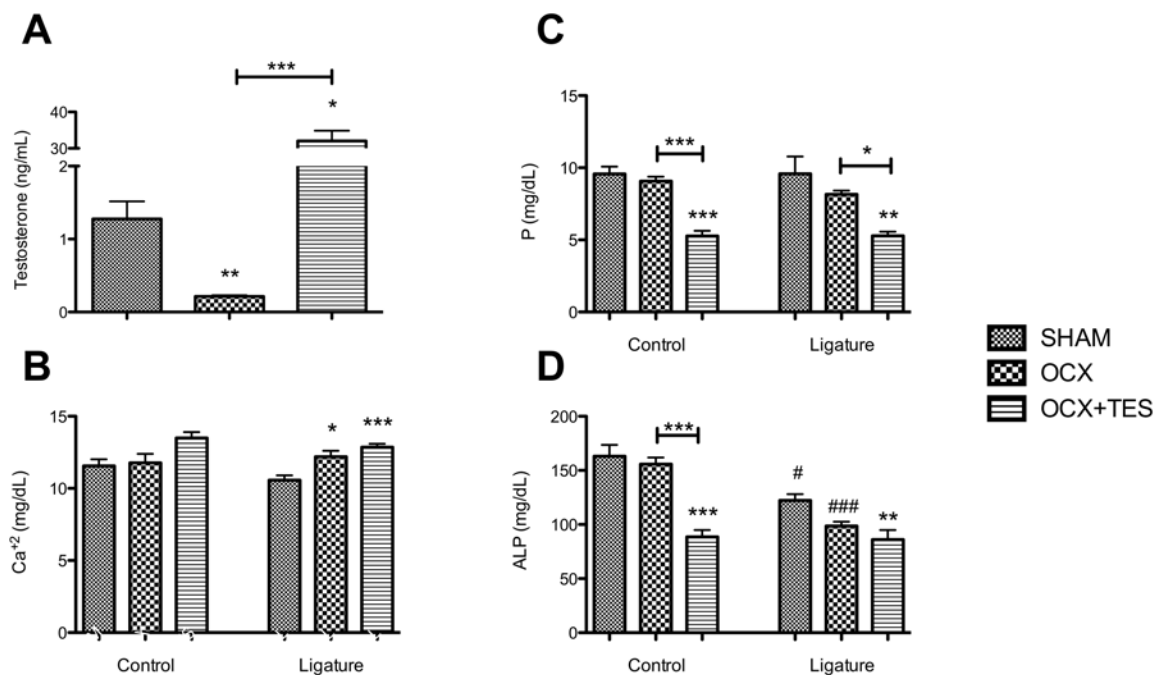 A
***
*
**
Testosterone (ng/mL)
40
30
2
1
0
B
Ca+2 (mg/dL)
15
10
5
0
*
***
Control
Ligature
C
P (mg/dL)
15
10
5
0
***
***
*
**
Control
Ligature
D
ALP (mg/dL)
200
150
100
50
0
***
***
#
###
**
Control
Ligature
SHAM
OCX
OCX+TES